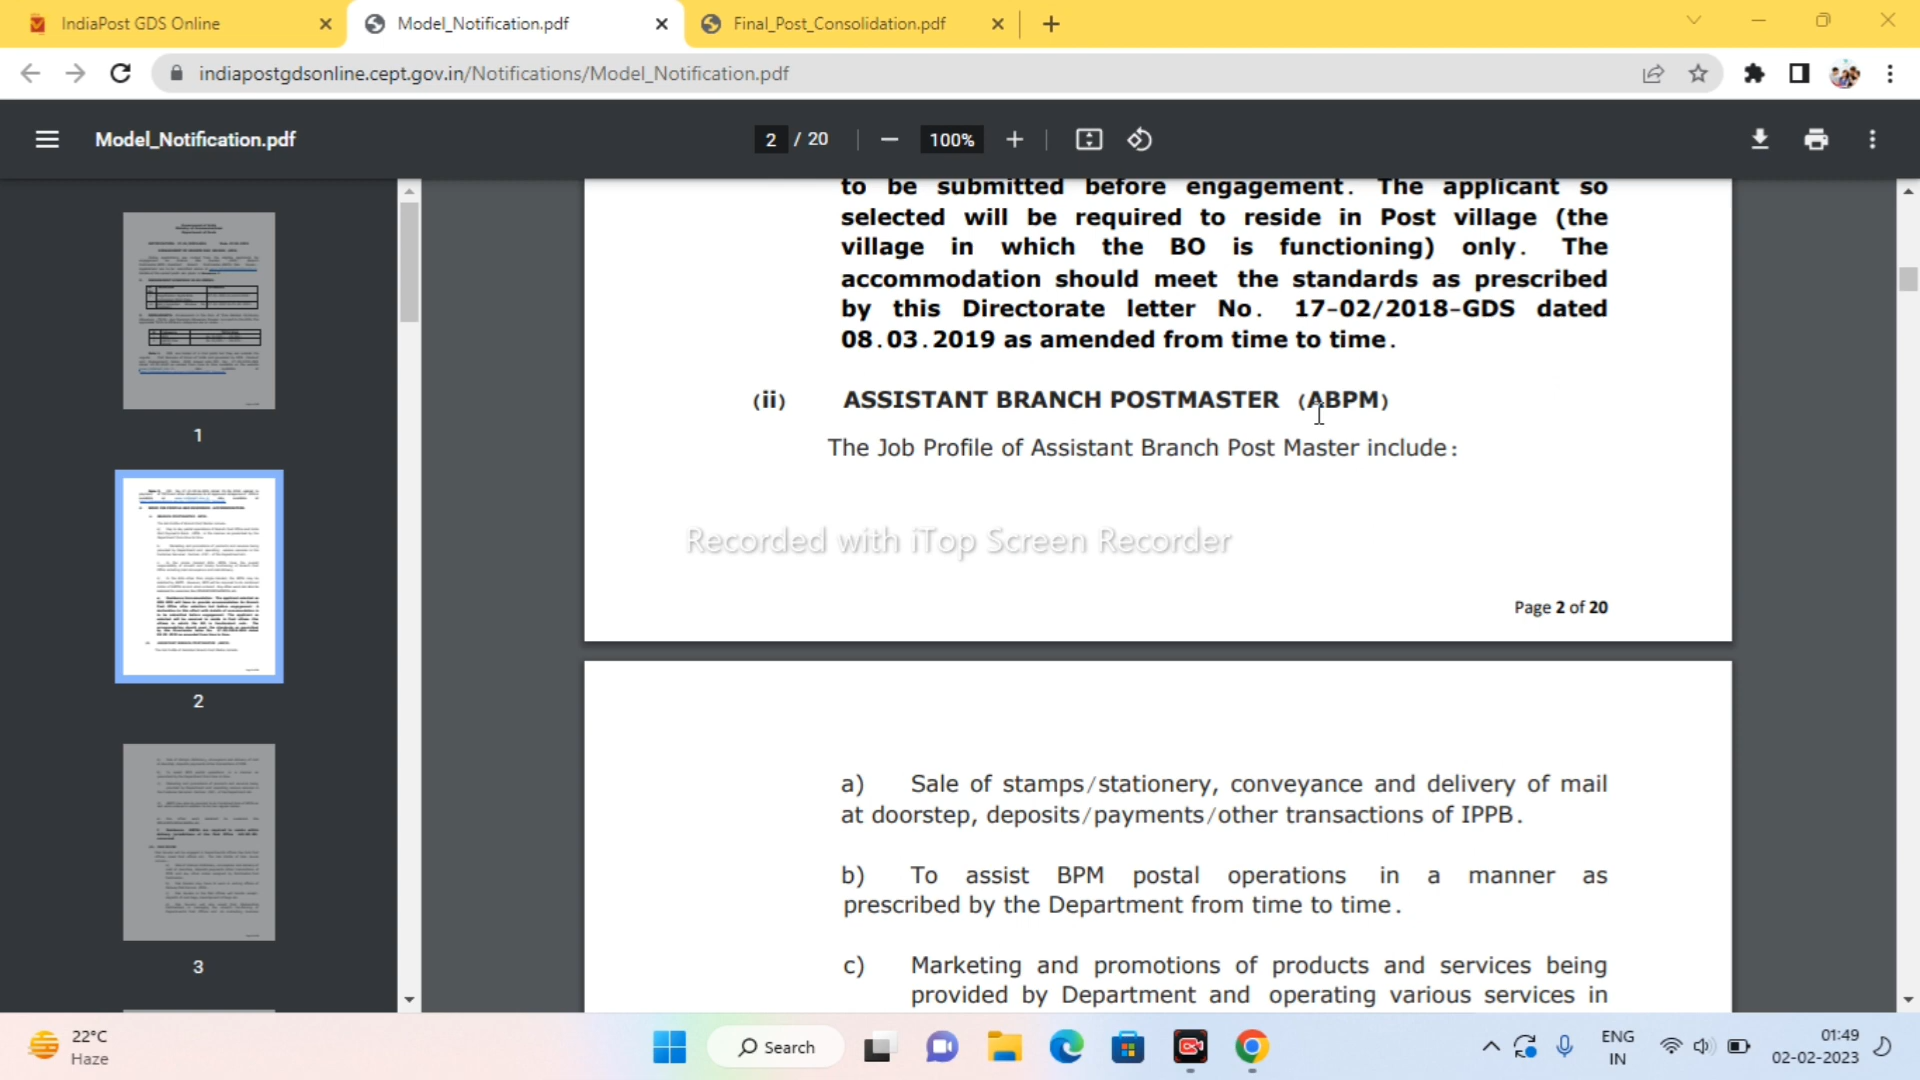 IndiaPost GDS Online
Model_Notification.pdf
Final_Post_Consolidation.pdf
indiapostgdsonline.cept.gov.in/Notifications/Model_Notification.pdf
Model_Notification.pdf
2 / 20
100%
to be submitted before engagement. The applicant so
selected will be required to reside in Post village (the
village in which the BO is functioning) only. The
accommodation should meet the standards as prescribed
by this Directorate letter No. 17-02/2018-GDS dated
08.03.2019 as amended from time to time.
(ii) ASSISTANT BRANCH POSTMASTER (ABPM)
The Job Profile of Assistant Branch Post Master include:
Recorded with iTop Screen Recorder
Page 2 of 20
a) Sale of stamps/stationery, conveyance and delivery of mail
at doorstep, deposits/payments/other transactions of IPPB.
b) To assist BPM postal operations in a manner as
prescribed by the Department from time to time.
c) Marketing and promotions of products and services being
provided by Department and operating various services in
1
2
3
22°C
Haze
Search
ENG
IN
01:49
02-02-2023